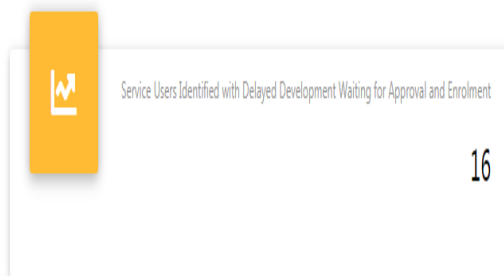 Service Users Identified with Delayed Development Waiting for Approval and Enrolment
16